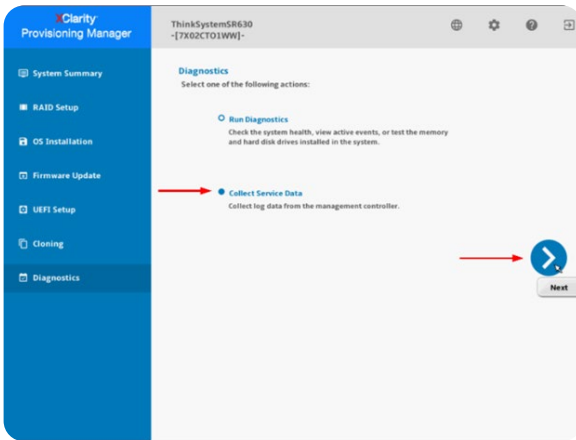 XClarity
Provisioning Manager
ThinkSystemSR630
-[7X02CTO1WW]-
System Summary
RAID Setup
OS Installation
Firmware Update
UEFI Setup
Cloning
Diagnostics
Diagnostics
Select one of the following actions:
Run Diagnostics
Check the system health, view active events, or test the memory
and hard disk drives installed in the system.
Collect Service Data
Collect log data from the management controller.
Next